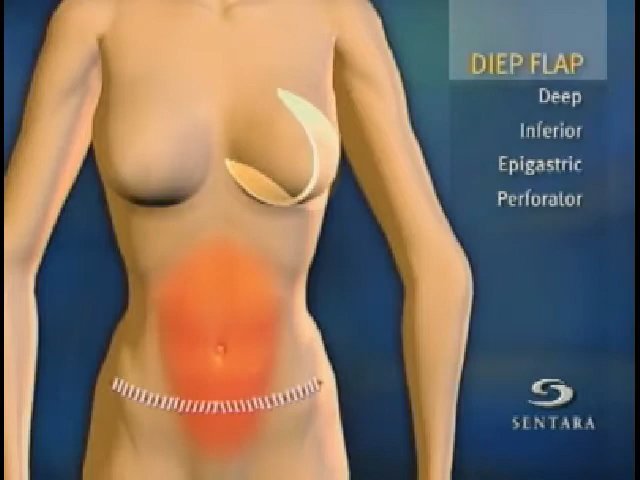 DIEP FLAP
Deep
Inferior
Epigastric
Perforator
SENTARA